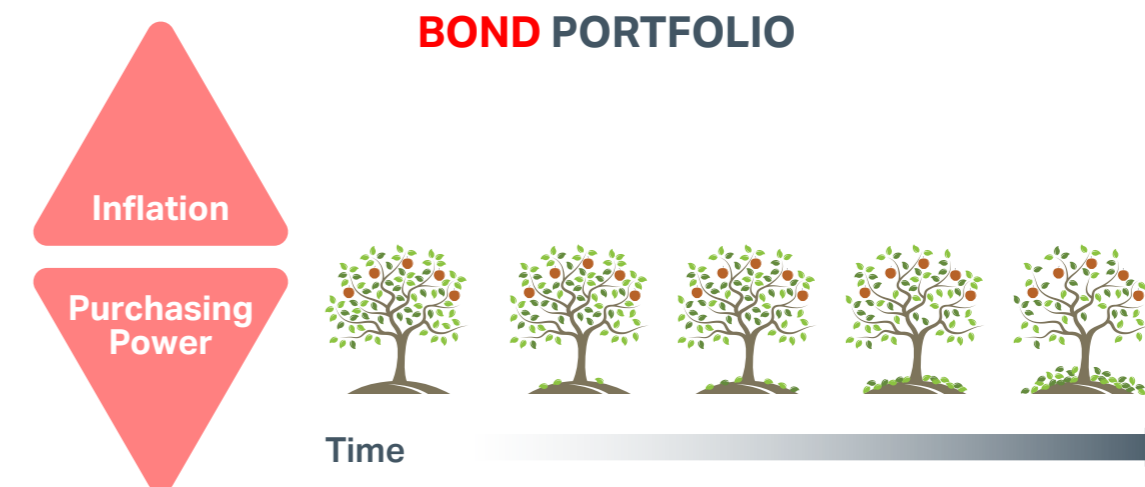 BOND PORTFOLIO
Inflation
Purchasing
Power
Time